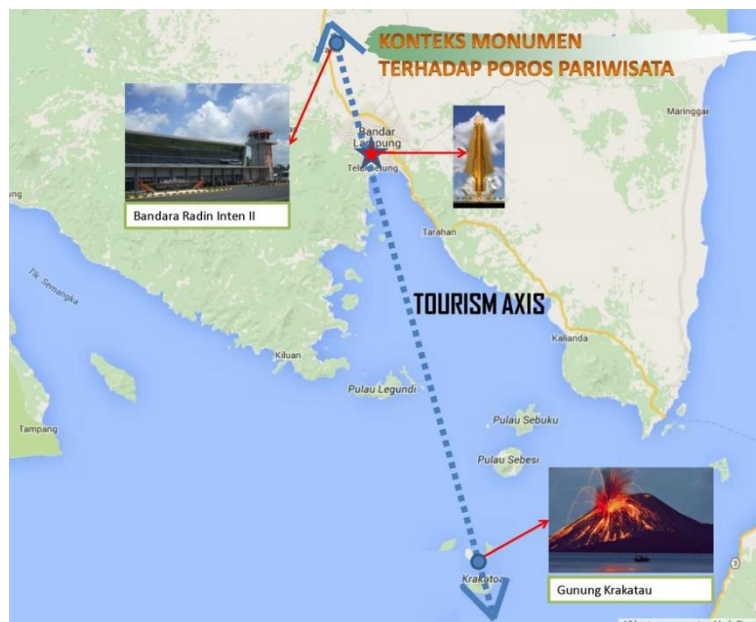 KONTEKS MONUMEN
TERHADAP POROS PARIWISATA
Maringgai
Bandar
Lampung
Bandara Radin Inten II
Tarahan
Tlk. Semangka
TOURISM AXIS
Kalianda
Kiluan
Pulau Legundi
Pulau Sebuku
Tampang
Pulau Sebesi
Krakatoa
3
Gunung Krakatau